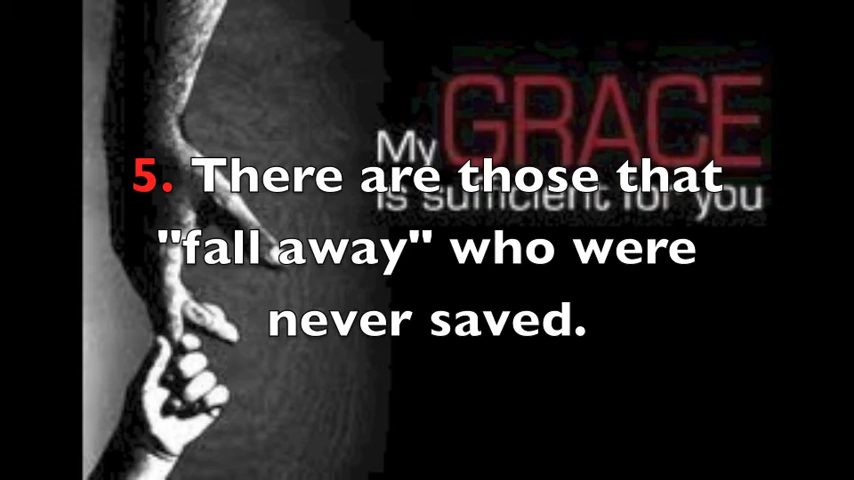 My GRACE
is sufficient for you
5. There are those that
"fall away" who were
never saved.